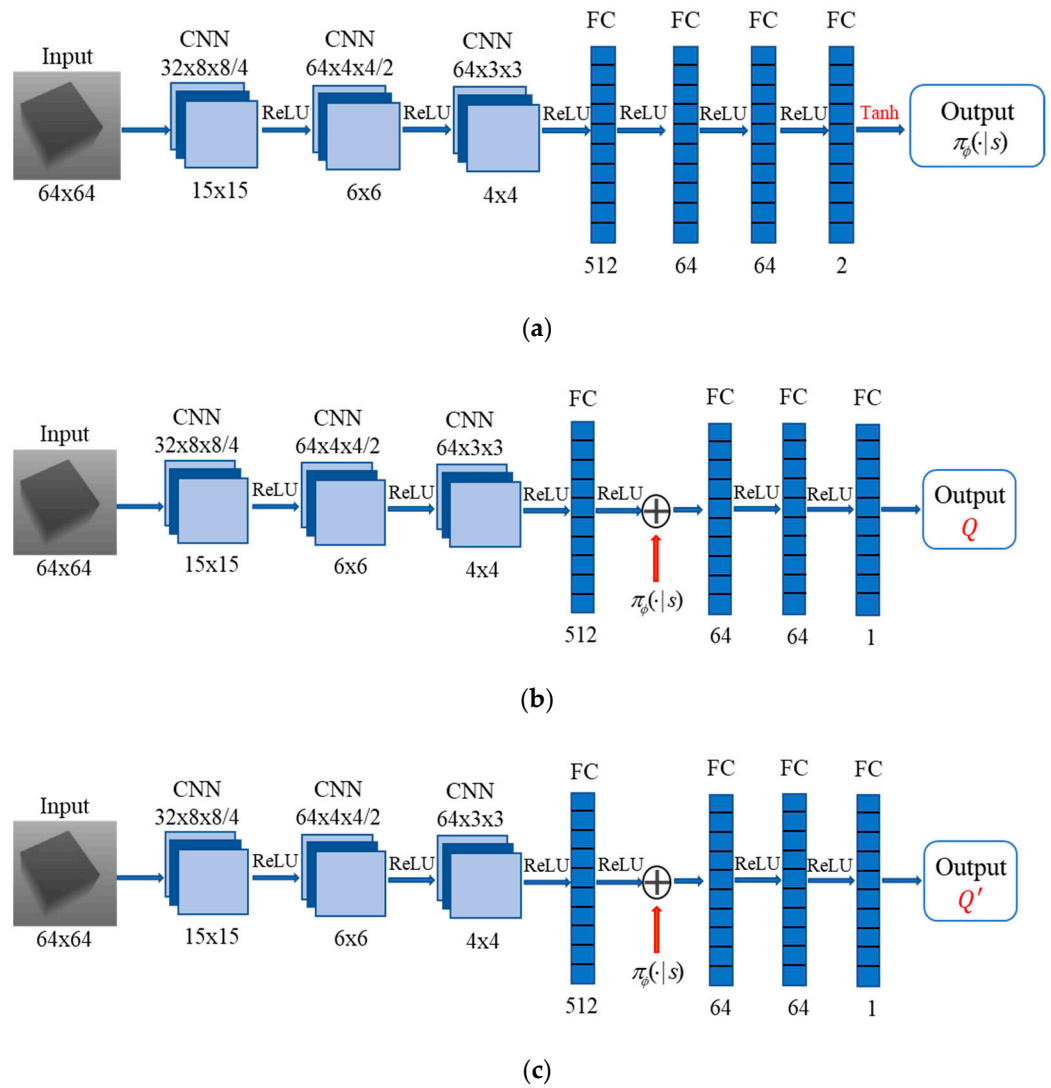 FC FC FC FC
CNN CNN CNN
Input 32x8x8/4 64x4x4/2 64x3x3
ReLU ReLU ReLU ReLU ReLU ReLU Tanh
Output
π_ϕ(·|s)
64x64 15x15 6x6 4x4
512 64 64 2
(a)
FC FC FC FC
CNN CNN CNN
Input 32x8x8/4 64x4x4/2 64x3x3
ReLU ReLU ReLU ReLU ReLU ReLU
Output
Q
64x64 15x15 6x6 4x4
π_ϕ(·|s)
512 64 64 1
(b)
FC FC FC FC
CNN CNN CNN
Input 32x8x8/4 64x4x4/2 64x3x3
ReLU ReLU ReLU ReLU ReLU ReLU
Output
Q′
64x64 15x15 6x6 4x4
π_ϕ(·|s)
512 64 64 1
(c)